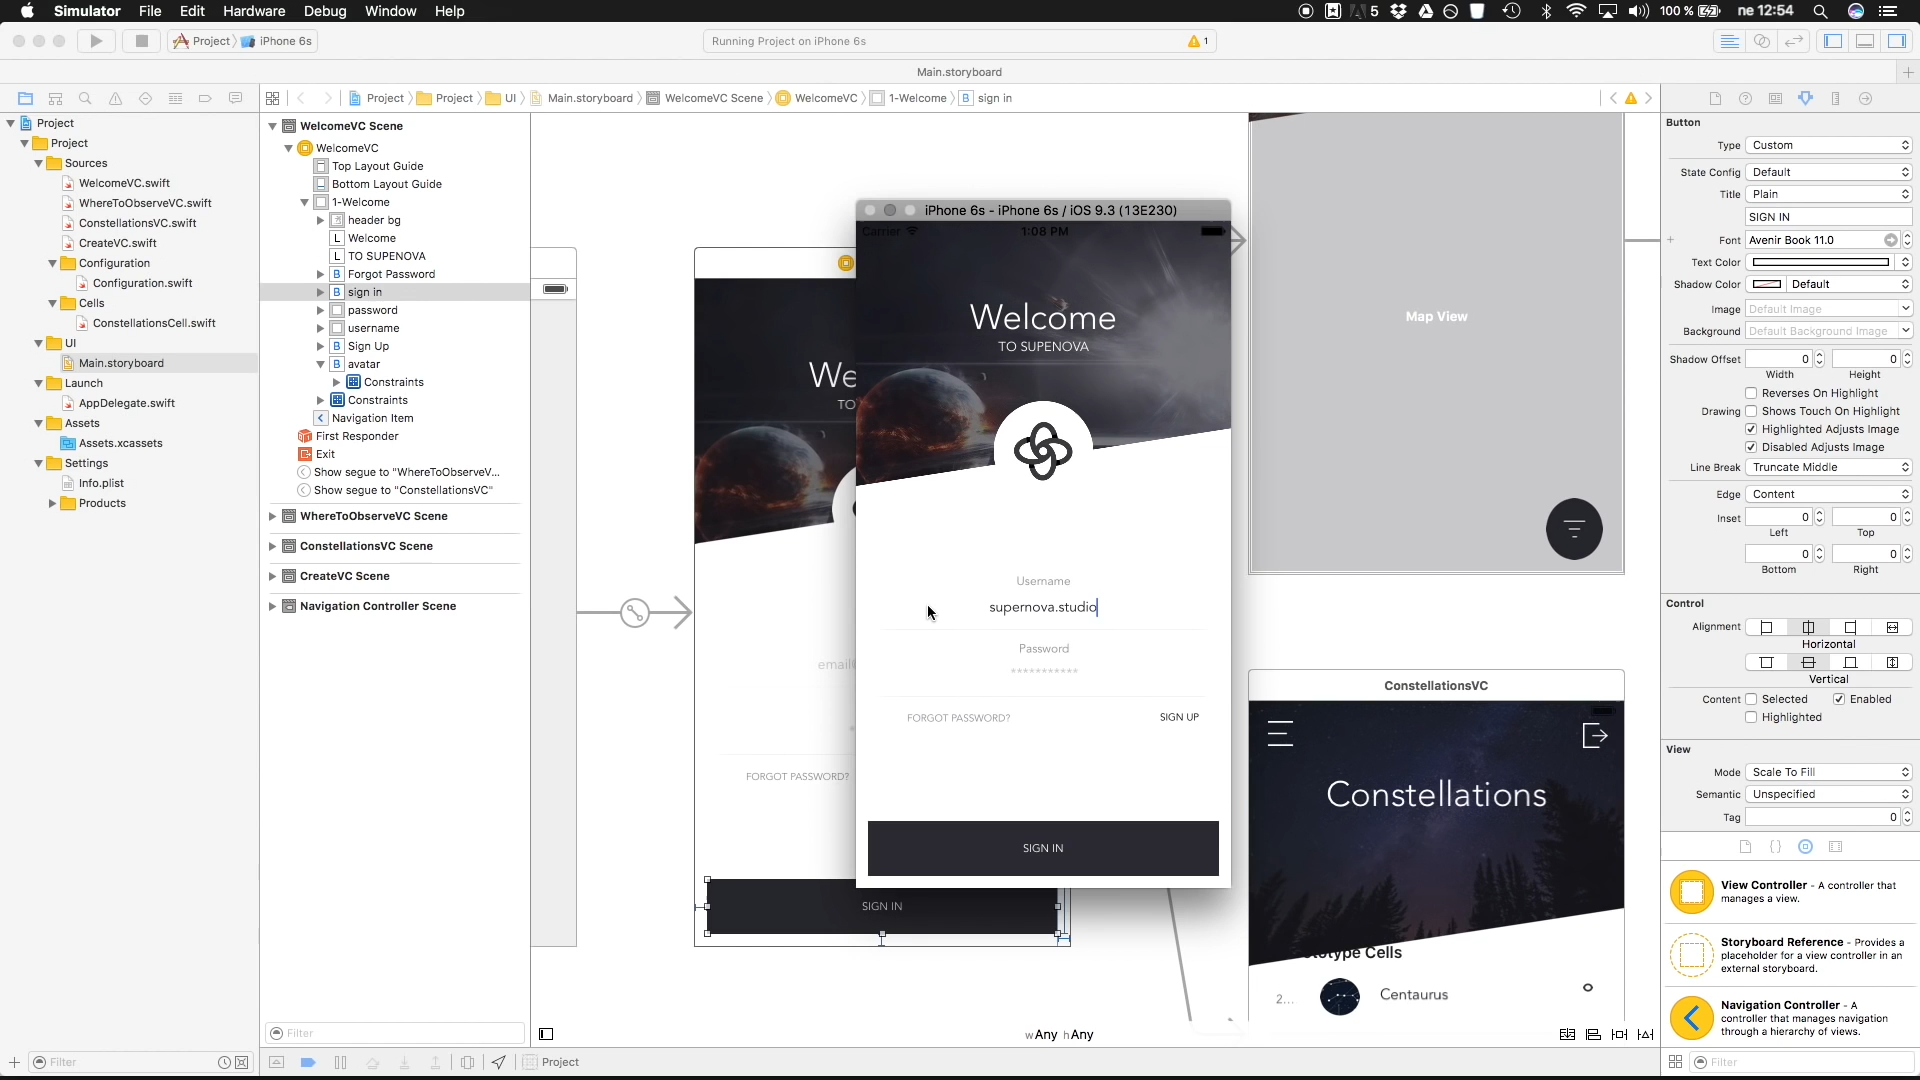 Simulator File Edit Hardware Debug Window Help
5 100 % ne 12:54
Project iPhone 6s
Running Project on iPhone 6s
1
Main.storyboard
Project Project UI Main.storyboard WelcomeVC Scene WelcomeVC 1-Welcome B sign in
Project
Project
Sources
WelcomeVC.swift
WhereToObserveVC.swift
ConstellationsVC.swift
CreateVC.swift
Configuration
Configuration.swift
Cells
ConstellationsCell.swift
UI
Main.storyboard
Launch
AppDelegate.swift
Assets
Assets.xcassets
Settings
Info.plist
Products
Filter
WelcomeVC Scene
WelcomeVC
Top Layout Guide
Bottom Layout Guide
1-Welcome
header bg
L Welcome
L TO SUPENOVA
B Forgot Password
B sign in
password
username
B Sign Up
B avatar
Constraints
Constraints
Navigation Item
First Responder
Exit
Show segue to "WhereToObserveV...
Show segue to "ConstellationsVC"
WhereToObserveVC Scene
ConstellationsVC Scene
CreateVC Scene
Navigation Controller Scene
Filter
We
TO
email
FORGOT PASSWORD?
SIGN IN
iPhone 6s - iPhone 6s / iOS 9.3 (13E230)
Carrier 1:08 PM
Welcome
TO SUPENOVA
Username
supernova.studio
Password
***********
FORGOT PASSWORD? SIGN UP
SIGN IN
Map View
ConstellationsVC
Constellations
totype Cells
2... Centaurus
wAny hAny
Project
Button
Type Custom
State Config Default
Title Plain
SIGN IN
Font Avenir Book 11.0
Text Color
Shadow Color Default
Image Default Image
Background Default Background Image
Shadow Offset 0 0
Width Height
Reverses On Highlight
Drawing Shows Touch On Highlight
Highlighted Adjusts Image
Disabled Adjusts Image
Line Break Truncate Middle
Edge Content
Inset 0 0
Left Top
0 0
Bottom Right
Control
Alignment
Horizontal
Vertical
Content Selected Enabled
Highlighted
View
Mode Scale To Fill
Semantic Unspecified
Tag 0
View Controller - A controller that
manages a view.
Storyboard Reference - Provides a
placeholder for a view controller in an
external storyboard.
Navigation Controller - A
controller that manages navigation
through a hierarchy of views.
Filter